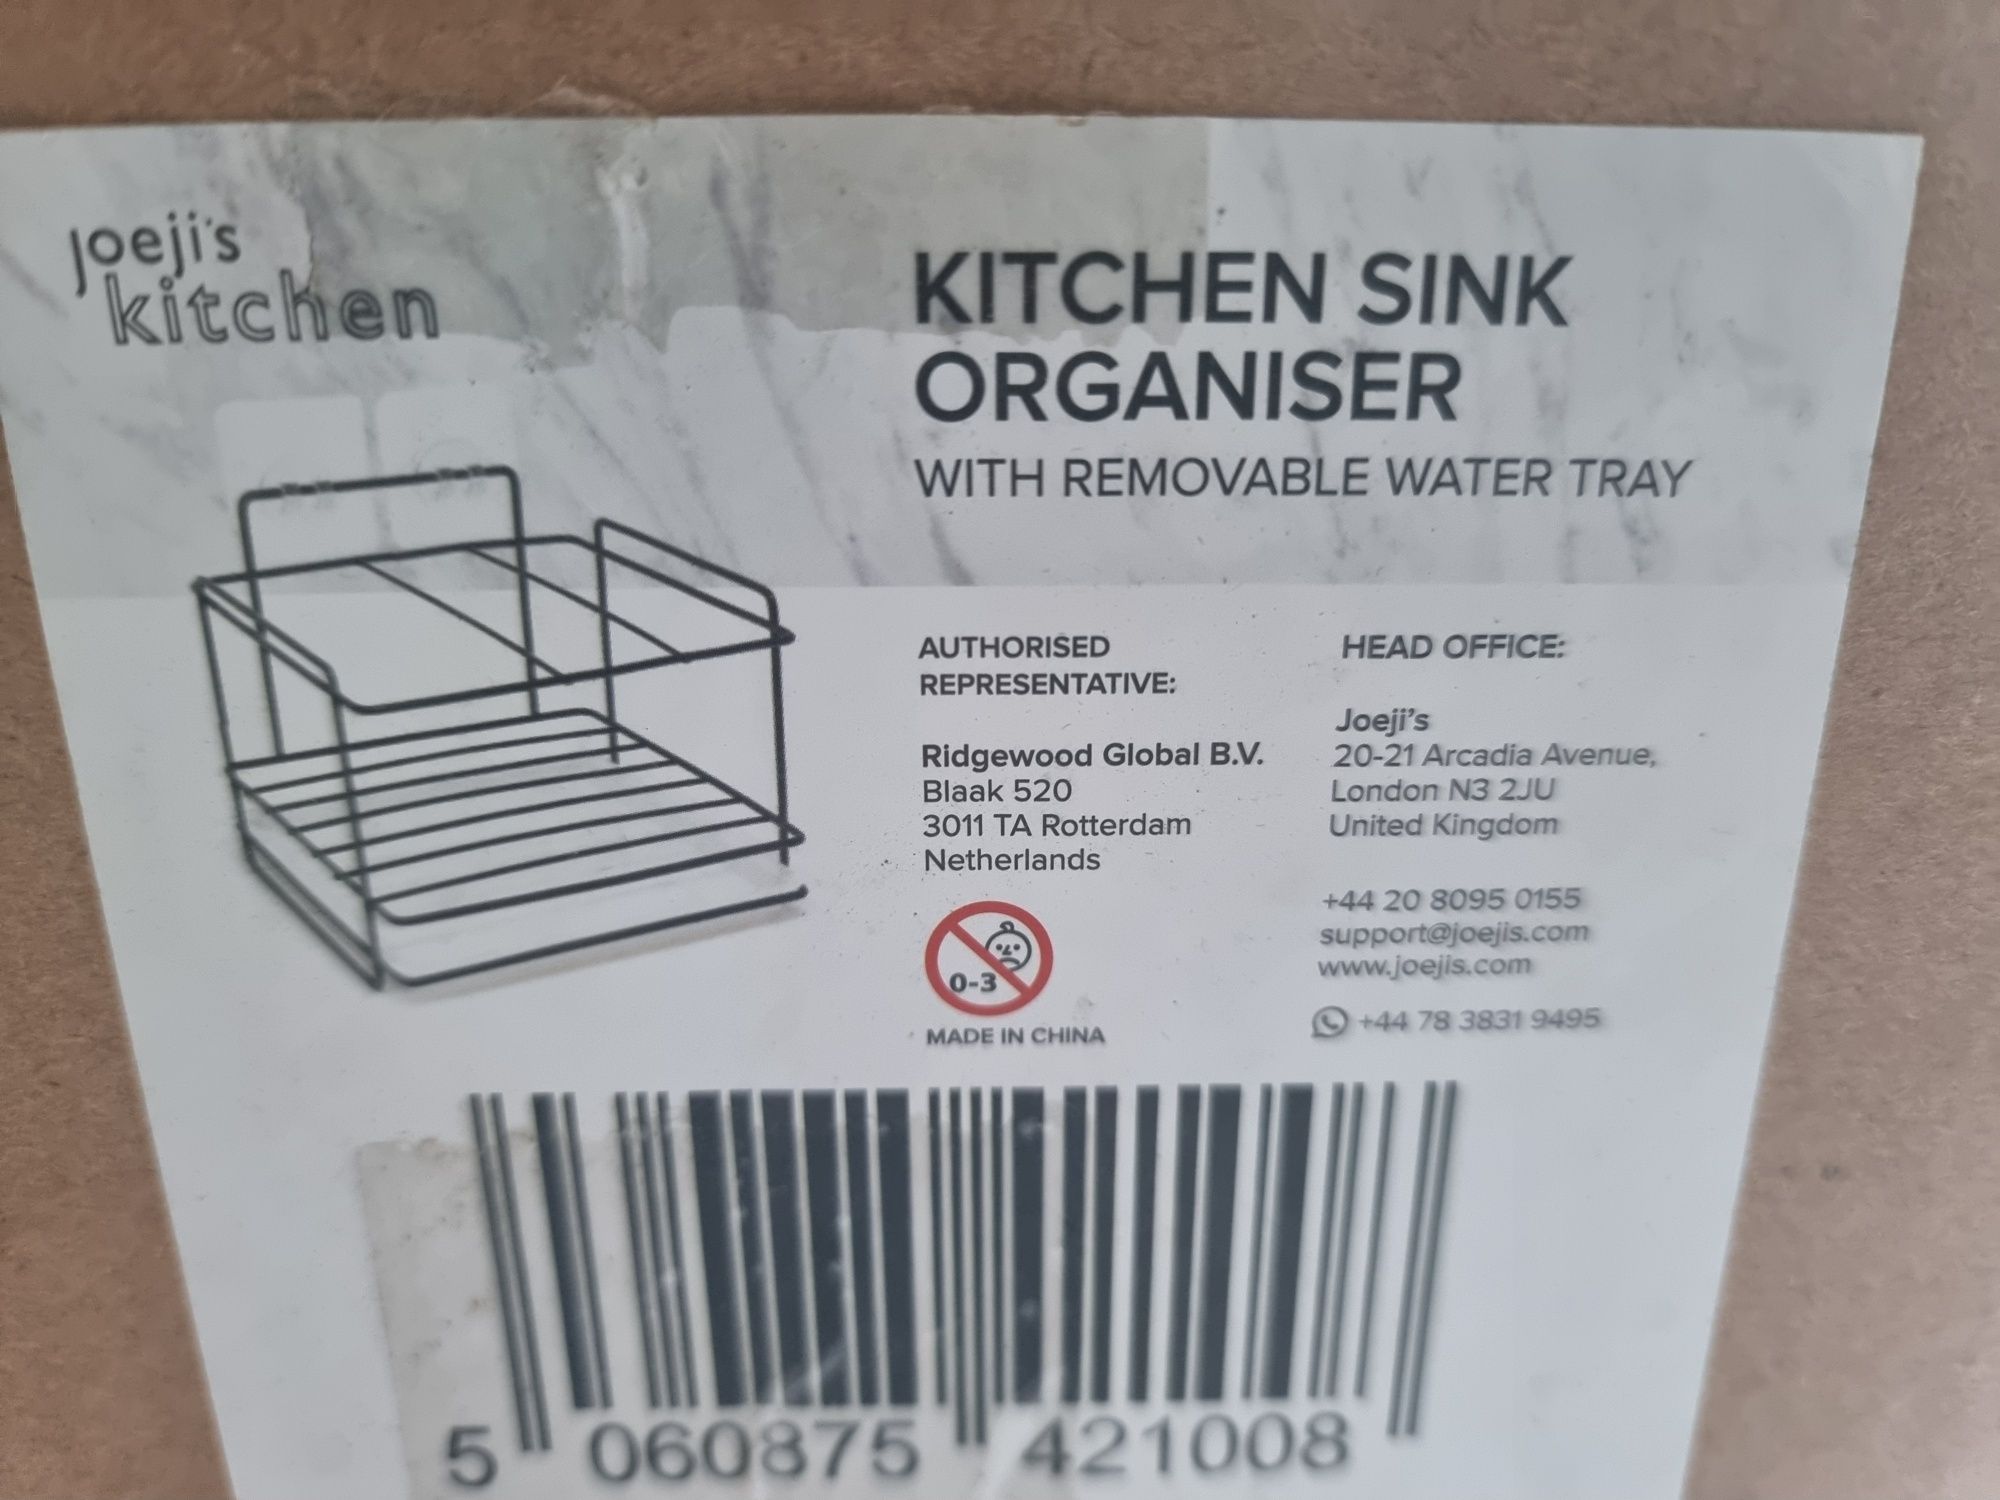 Joeji's
kitchen
KITCHEN SINK
ORGANISER
WITH REMOVABLE WATER TRAY
AUTHORISED
REPRESENTATIVE:
Ridgewood Global B.V.
Blaak 520
3011 TA Rotterdam
Netherlands
0-3
MADE IN CHINA
HEAD OFFICE:
Joeji's
20-21 Arcadia Avenue,
London N3 2JU
United Kingdom
+44 20 8095 0155
support@joejis.com
www.joejis.com
+44 78 3831 9495
5 060875 421008